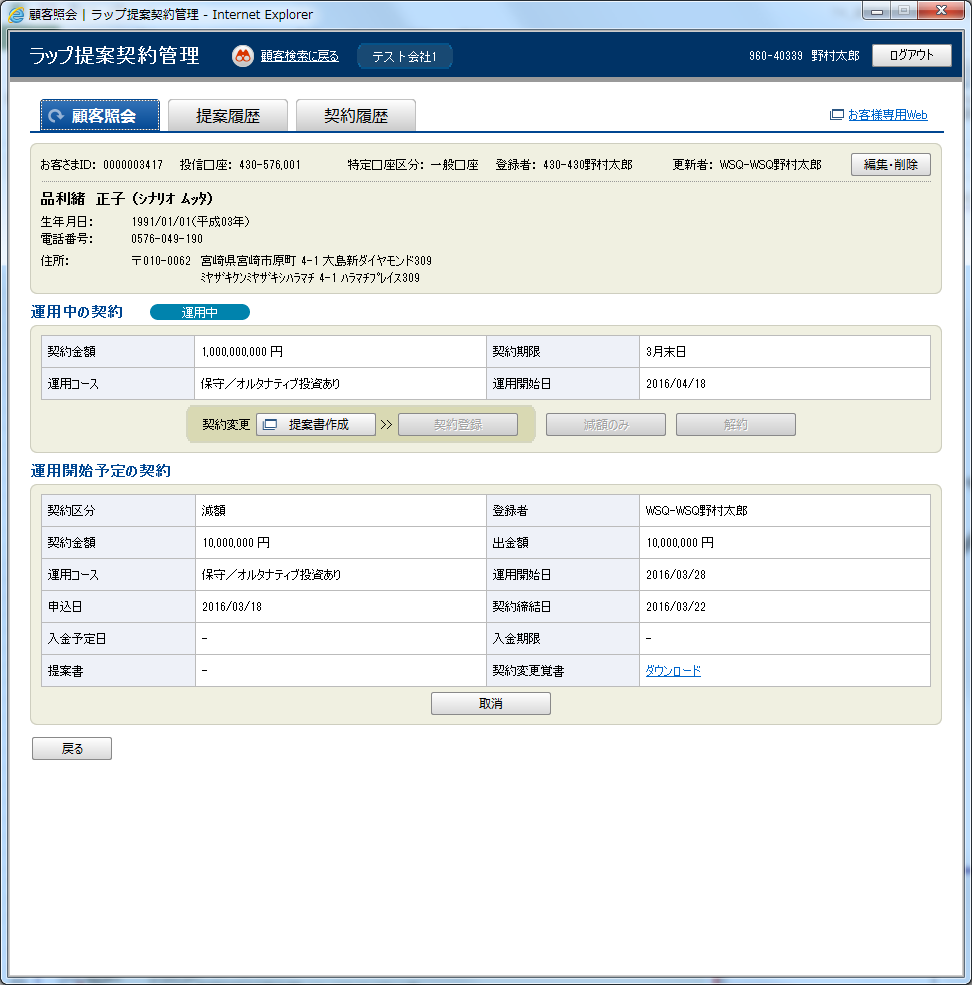 顧客照会 | ラップ提案契約管理 - Internet Explorer
ラップ提案契約管理 顧客検索に戻る テスト会社1 960-40339 野村太郎 ログアウト
顧客照会 提案履歴 契約履歴 お客様専用Web
お客さまID: 0000003417 投信口座: 430-576,001 特定口座区分: 一般口座 登録者: 430-430野村太郎 更新者: WSQ-WSQ野村太郎 編集・削除
品利緒 正子 (シナリオ ムッタ)
生年月日: 1991/01/01(平成03年)
電話番号: 0576-049-190
住所: 〒010-0062 宮崎県宮崎市原町 4-1 大島新ダイヤモンド309
ミヤザキケンミヤザキシハラマチ 4-1 ハラマチプレイス309
運用中の契約 運用中
契約金額 1,000,000,000 円 契約期限 3月末日
運用コース 保守/オルタナティブ投資あり 運用開始日 2016/04/18
契約変更 提案書作成 >> 契約登録 減額のみ 解約
運用開始予定の契約
契約区分 減額 登録者 WSQ-WSQ野村太郎
契約金額 10,000,000 円 出金額 10,000,000 円
運用コース 保守/オルタナティブ投資あり 運用開始日 2016/03/28
申込日 2016/03/18 契約締結日 2016/03/22
入金予定日 - 入金期限 -
提案書 - 契約変更覚書 ダウンロード
取消
戻る